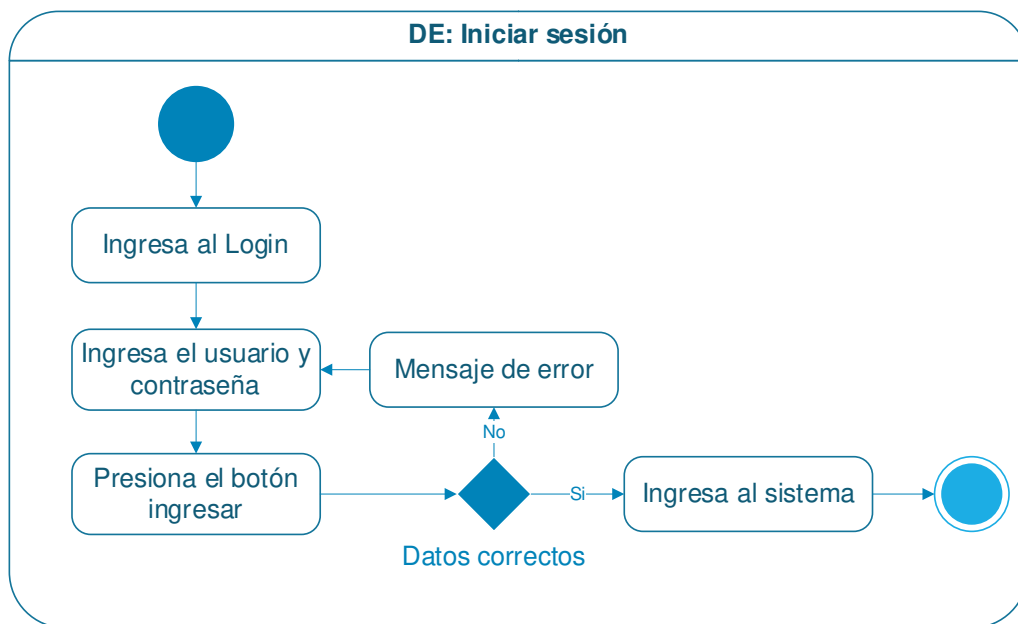 DE: Iniciar sesión
Ingresa al Login
Ingresa el usuario y
contraseña
Mensaje de error
No
Presiona el botón
ingresar
Si
Ingresa al sistema
Datos correctos